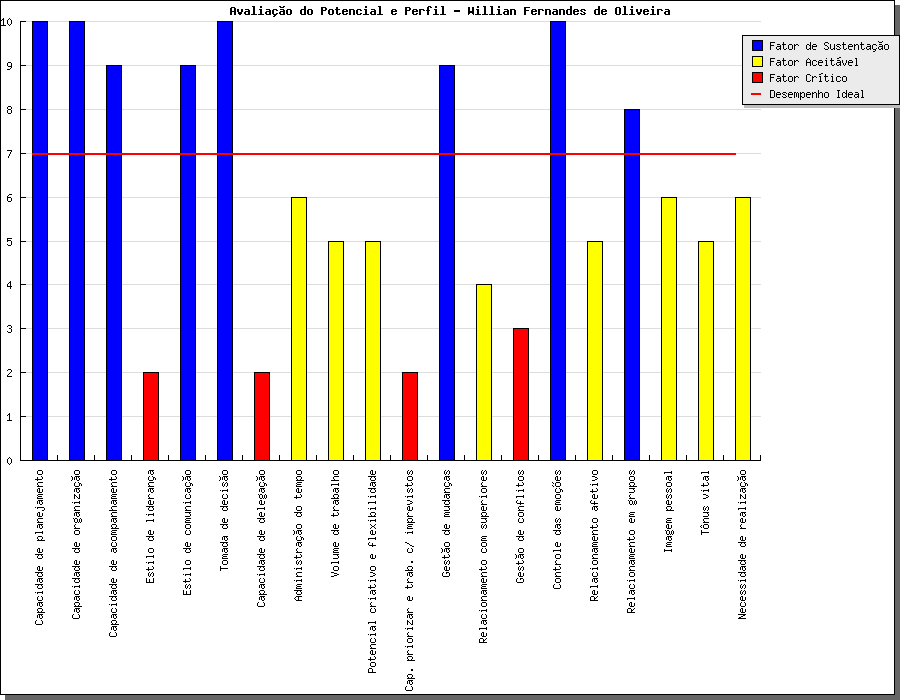 Avaliação do Potencial e Perfil - Willian Fernandes de Oliveira
Fator de Sustentação
Fator Aceitável
Fator Crítico
Desempenho Ideal
10
9
8
7
6
5
4
3
2
1
0
Capacidade de planejamento
Capacidade de organização
Capacidade de acompanhamento
Estilo de liderança
Estilo de comunicação
Tomada de decisão
Capacidade de delegação
Administração do tempo
Volume de trabalho
Potencial criativo e flexibilidade
Cap. priorizar e trab. c/ imprevistos
Gestão de mudanças
Relacionamento com superiores
Gestão de conflitos
Controle das emoções
Relacionamento afetivo
Relacionamento em grupos
Imagem pessoal
Tônus vital
Necessidade de realização